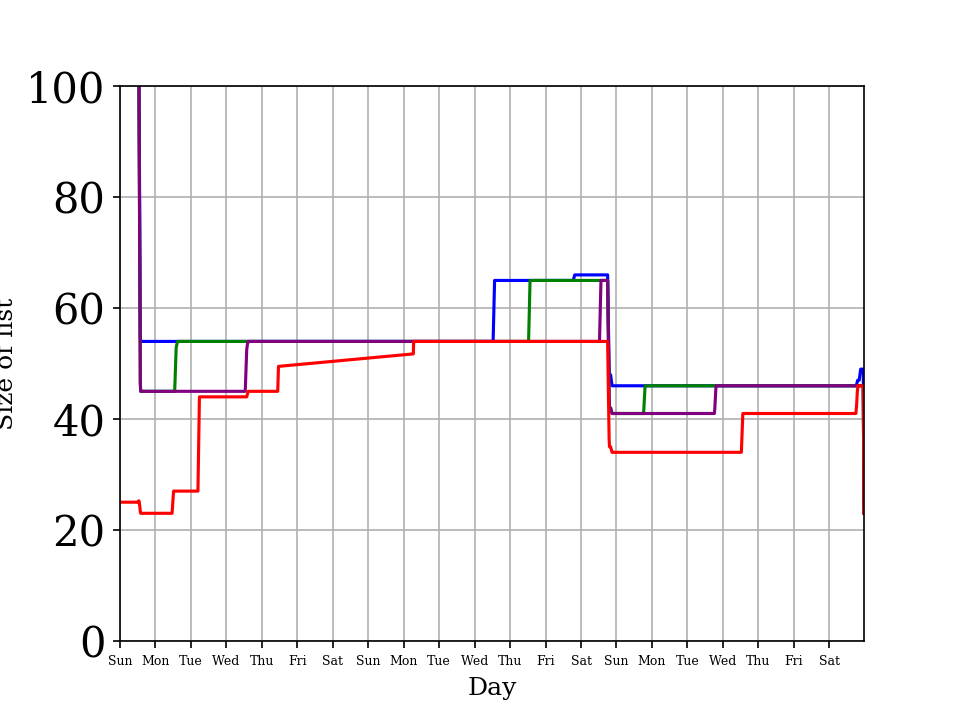 100
80
60
40
20
0
Size of list
Sun Mon Tue Wed Thu Fri Sat Sun Mon Tue Wed Thu Fri Sat Sun Mon Tue Wed Thu Fri Sat
Day